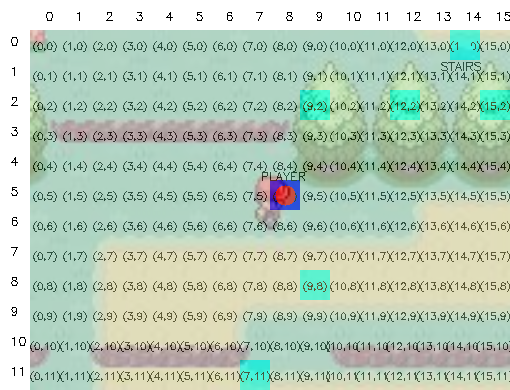 0 1 2 3 4 5 6 7 8 9 10 11 12 13 14 15
0 (0,0) (1,0) (2,0) (3,0) (4,0) (5,0) (6,0) (7,0) (8,0) (9,0) (10,0)(11,0)(12,0)(13,0) (15,0)
STAIRS
1 (0,1) (1,1) (2,1) (3,1) (4,1) (5,1) (6,1) (7,1) (8,1) (9,1) (10,1)(11,1)(12,1)(13,1)(14,1)(15,1)
2 (0,2) (1,2) (2,2) (3,2) (4,2) (5,2) (6,2) (7,2) (8,2) (9,2) (10,2)(11,2)(12,2)(13,2)(14,2)(15,2)
3 (0,3) (1,3) (2,3) (3,3) (4,3) (5,3) (6,3) (7,3) (8,3) (9,3) (10,3)(11,3)(12,3)(13,3)(14,3)(15,3)
4 (0,4) (1,4) (2,4) (3,4) (4,4) (5,4) (6,4) (7,4) (8,4) (9,4) (10,4)(11,4)(12,4)(13,4)(14,4)(15,4)
PLAYER
5 (0,5) (1,5) (2,5) (3,5) (4,5) (5,5) (6,5) (7,5) (9,5) (10,5)(11,5)(12,5)(13,5)(14,5)(15,5)
6 (0,6) (1,6) (2,6) (3,6) (4,6) (5,6) (6,6) (7,6) (8,6) (9,6) (10,6)(11,6)(12,6)(13,6)(14,6)(15,6)
7 (0,7) (1,7) (2,7) (3,7) (4,7) (5,7) (6,7) (7,7) (8,7) (9,7) (10,7)(11,7)(12,7)(13,7)(14,7)(15,7)
8 (0,8) (1,8) (2,8) (3,8) (4,8) (5,8) (6,8) (7,8) (8,8) (9,8) (10,8)(11,8)(12,8)(13,8)(14,8)(15,8)
9 (0,9) (1,9) (2,9) (3,9) (4,9) (5,9) (6,9) (7,9) (8,9) (9,9) (10,9)(11,9)(12,9)(13,9)(14,9)(15,9)
10 (0,10)(1,10)(2,10)(3,10)(4,10)(5,10)(6,10)(7,10)(8,10)(9,10)(10,10)(11,10)(12,10)(13,10)(14,10)(15,10)
11 (0,11)(1,11)(2,11)(3,11)(4,11)(5,11)(6,11)(7,11)(8,11)(9,11)(10,11)(11,11)(12,11)(13,11)(14,11)(15,11)